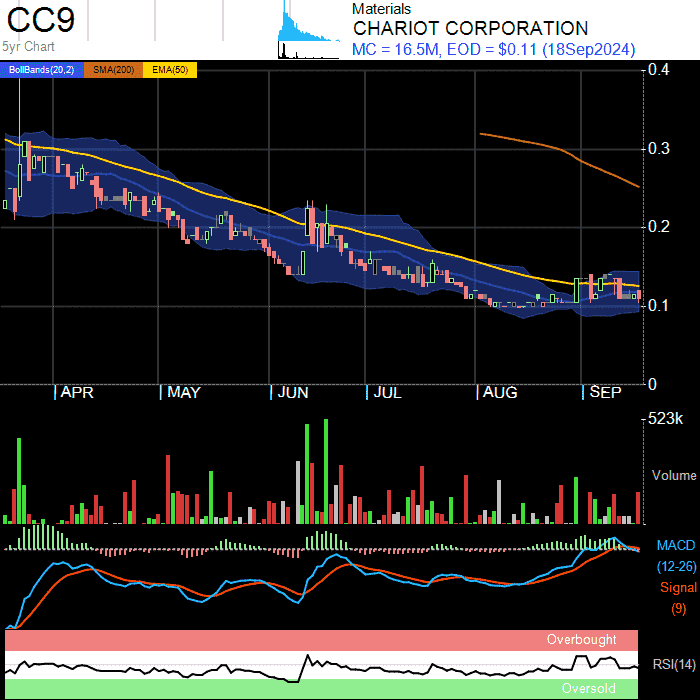 CC9
5yr Chart
Materials
CHARIOT CORPORATION
MC = 16.5M, EOD = $0.11 (18Sep2024)
BollBands(20,2) SMA(200) EMA(50)
0.4
0.3
0.2
0.1
0
APR MAY JUN JUL AUG SEP
523k
Volume
MACD
(12-26)
Signal
(9)
Overbought
RSI(14)
Oversold